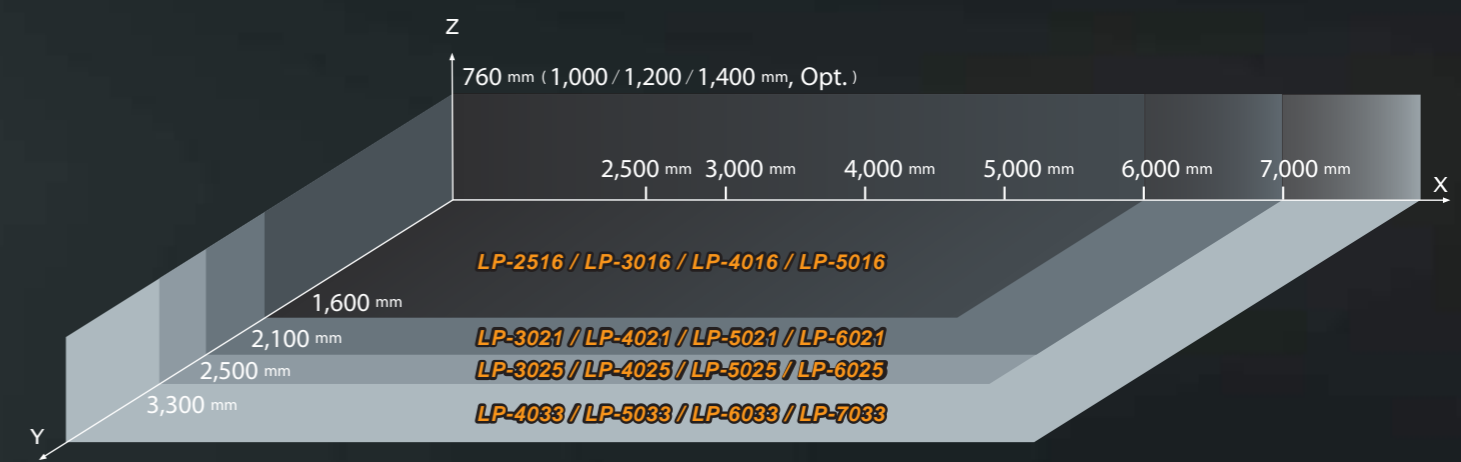 Z
760 mm ( 1,000 / 1,200 / 1,400 mm, Opt. )
2,500 mm 3,000 mm 4,000 mm 5,000 mm 6,000 mm 7,000 mm
X
LP-2516 / LP-3016 / LP-4016 / LP-5016
1,600 mm
2,100 mm LP-3021 / LP-4021 / LP-5021 / LP-6021
2,500 mm LP-3025 / LP-4025 / LP-5025 / LP-6025
3,300 mm LP-4033 / LP-5033 / LP-6033 / LP-7033
Y